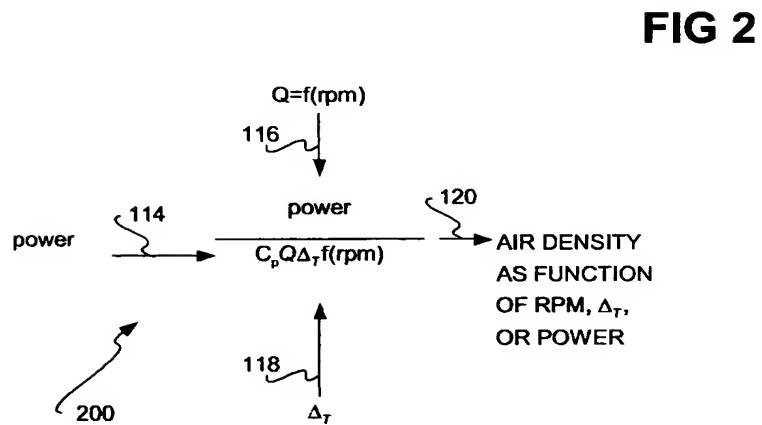 FIG 2
Q=f(rpm)
116
power
114
power
C_pQΔ_T f(rpm)
120
AIR DENSITY
AS FUNCTION
OF RPM, Δ_T,
OR POWER
118
Δ_T
200